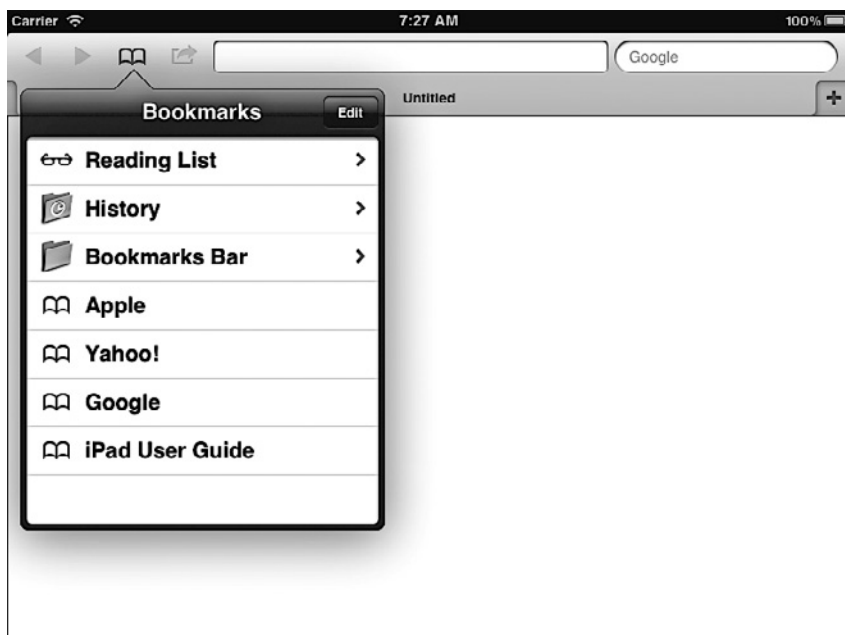 Carrier 7:27 AM 100%
Google
Untitled
Bookmarks Edit
Reading List
History
Bookmarks Bar
Apple
Yahoo!
Google
iPad User Guide